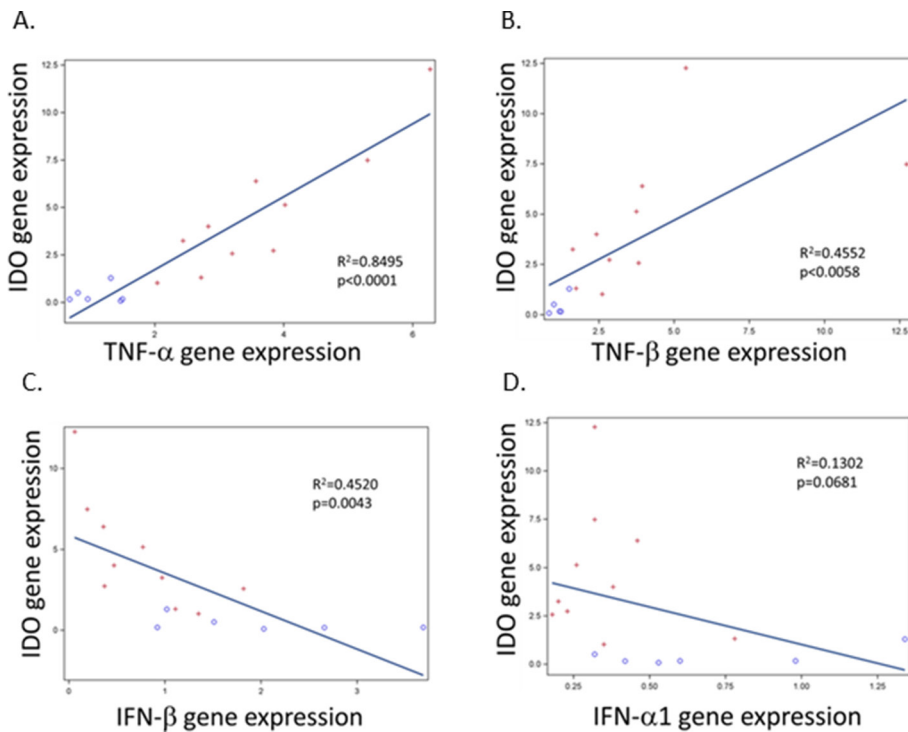 A.
IDO gene expression
12.5
10.0
7.5
5.0
2.5
0.0
R²=0.8495
p<0.0001
2
4
6
TNF-α gene expression
B.
IDO gene expression
12.5
10.0
7.5
5.0
2.5
0.0
R²=0.4552
p<0.0058
2.5
5.0
7.5
10.0
12.5
TNF-β gene expression
C.
IDO gene expression
10
5
0
R²=0.4520
p=0.0043
0
1
2
3
IFN-β gene expression
D.
IDO gene expression
12.5
10.0
7.5
5.0
2.5
0.0
R²=0.1302
p=0.0681
0.25
0.50
0.75
1.00
1.25
IFN-α1 gene expression